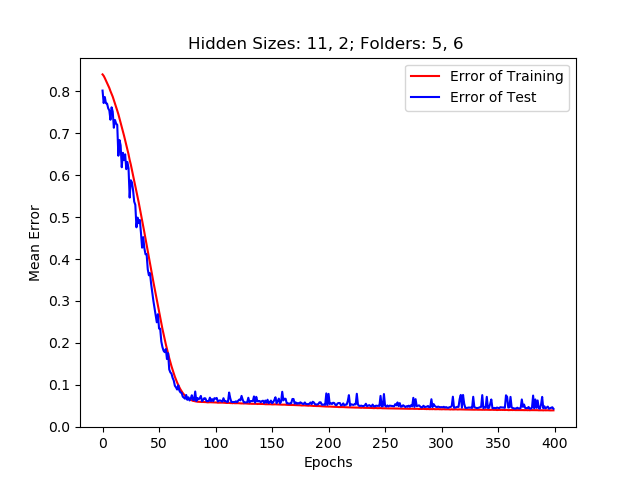 Hidden Sizes: 11, 2; Folders: 5, 6
Error of Training
Error of Test
Mean Error
0.8
0.7
0.6
0.5
0.4
0.3
0.2
0.1
0.0
0 50 100 150 200 250 300 350 400
Epochs